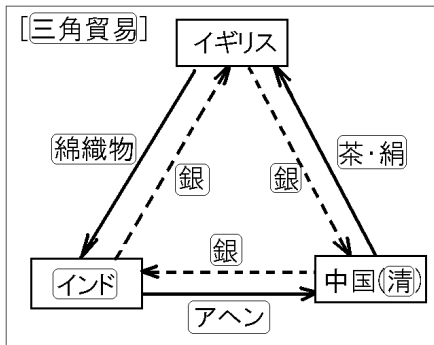 [三角貿易]
イギリス
綿織物
銀
銀
茶・絹
銀
インド
中国(清)
アヘン